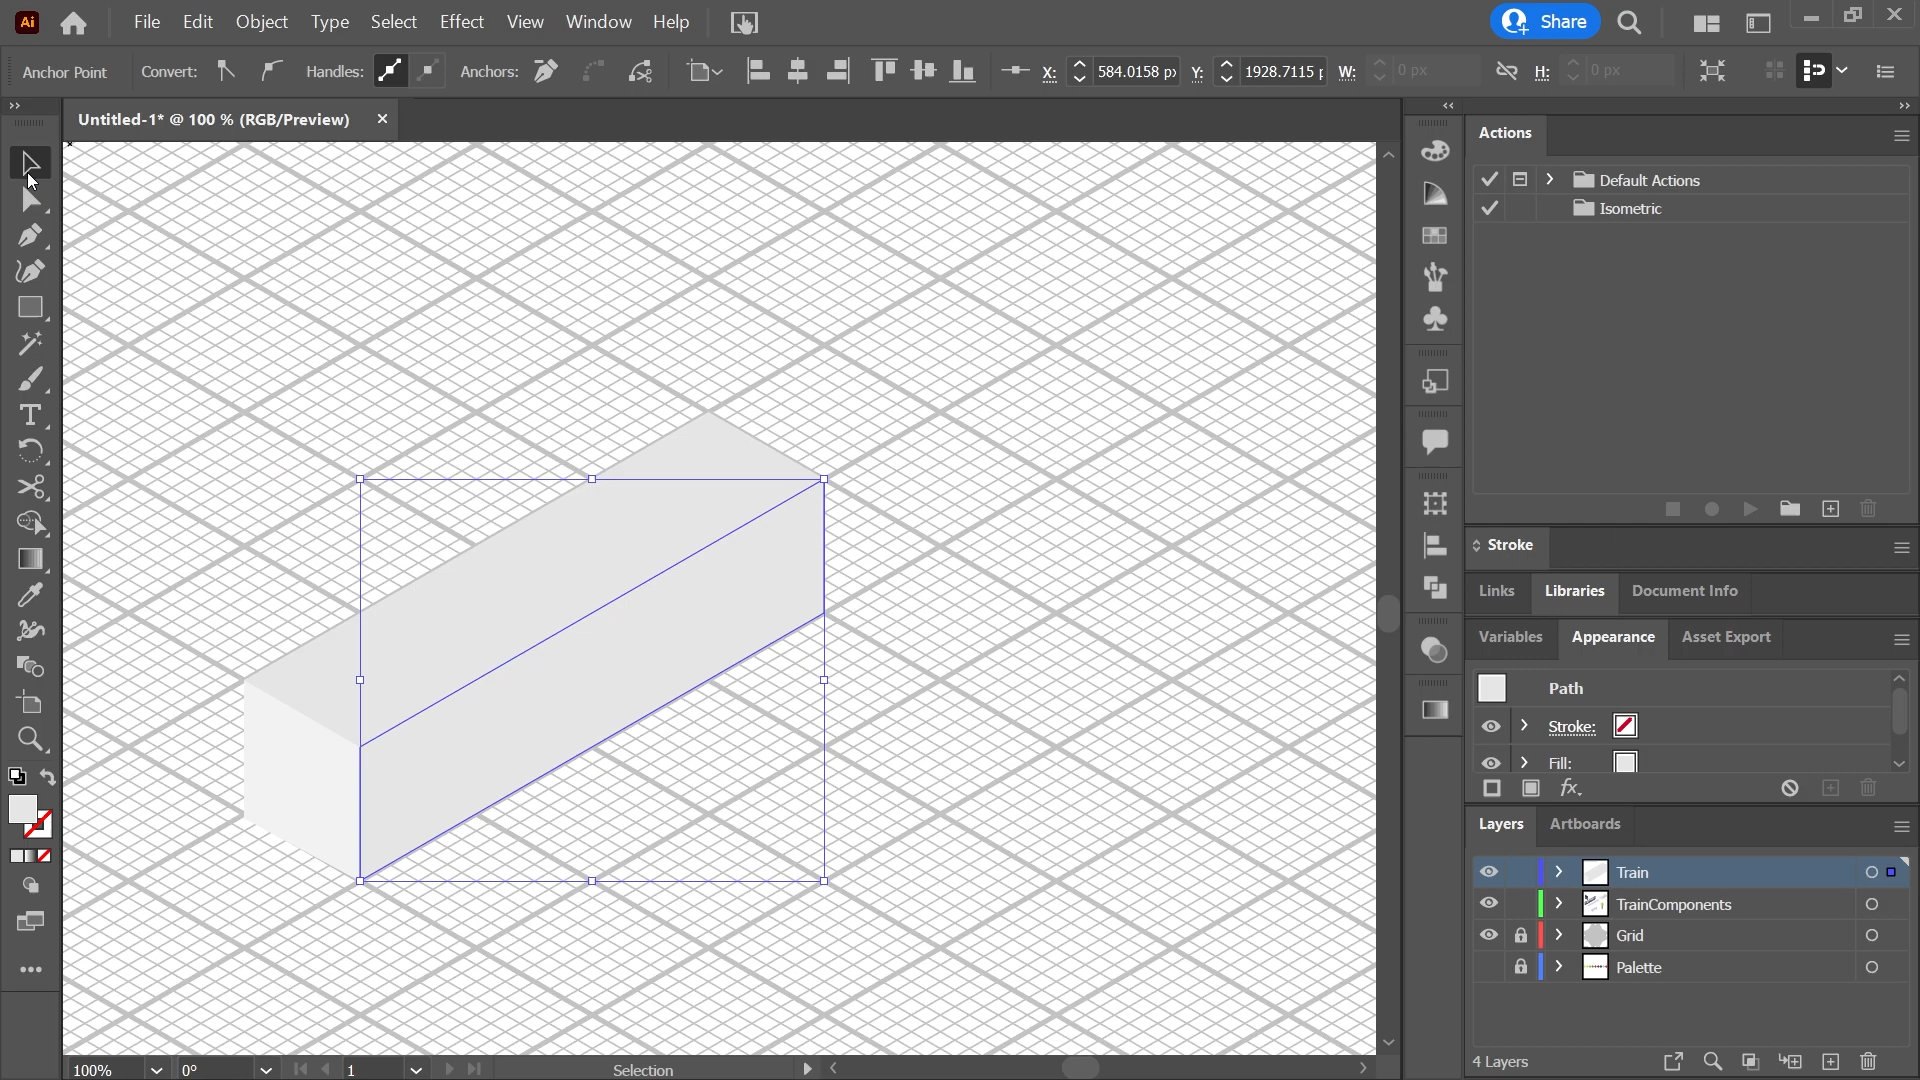 Ai File Edit Object Type Select Effect View Window Help Share
Anchor Point Convert: Handles: Anchors: X: 584.0158 px Y: 1928.7115 W: 0 px H: 0 px
Untitled-1* @ 100 % (RGB/Preview)
Actions
Default Actions
Isometric
Stroke
Links Libraries Document Info
Variables Appearance Asset Export
Path
Stroke:
Fill:
fx.
Layers Artboards
Train
TrainComponents
Grid
Palette
4 Layers
100% 0° 1 Selection